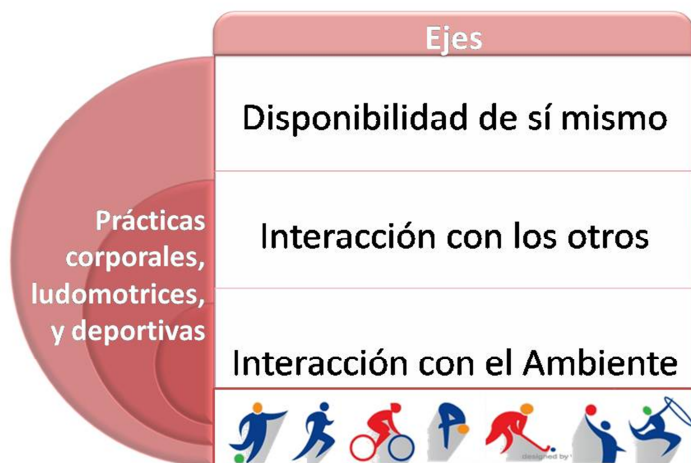 Ejes
Disponibilidad de sí mismo
Prácticas
corporales,
ludomotrices,
y deportivas
Interacción con los otros
Interacción con el Ambiente
designed by